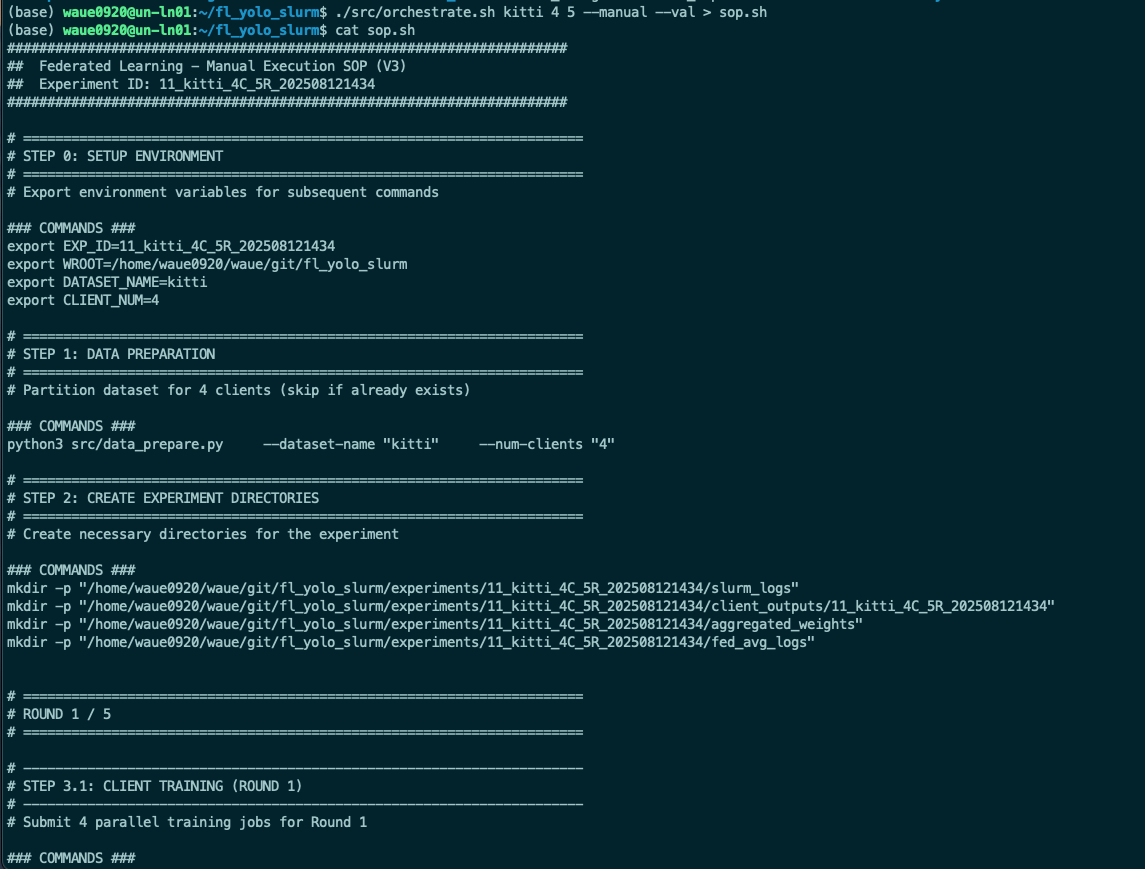 (base) waue0920@un-ln01:~/fl_yolo_slurm$ ./src/orchestrate.sh kitti 4 5 --manual --val > sop.sh
(base) waue0920@un-ln01:~/fl_yolo_slurm$ cat sop.sh
######################################################################
##  Federated Learning - Manual Execution SOP (V3)
##  Experiment ID: 11_kitti_4C_5R_202508121434
######################################################################

# ======================================================================
# STEP 0: SETUP ENVIRONMENT
# ======================================================================
# Export environment variables for subsequent commands

### COMMANDS ###
export EXP_ID=11_kitti_4C_5R_202508121434
export WROOT=/home/waue0920/waue/git/fl_yolo_slurm
export DATASET_NAME=kitti
export CLIENT_NUM=4

# ======================================================================
# STEP 1: DATA PREPARATION
# ======================================================================
# Partition dataset for 4 clients (skip if already exists)

### COMMANDS ###
python3 src/data_prepare.py     --dataset-name "kitti"     --num-clients "4"

# ======================================================================
# STEP 2: CREATE EXPERIMENT DIRECTORIES
# ======================================================================
# Create necessary directories for the experiment

### COMMANDS ###
mkdir -p "/home/waue0920/waue/git/fl_yolo_slurm/experiments/11_kitti_4C_5R_202508121434/slurm_logs"
mkdir -p "/home/waue0920/waue/git/fl_yolo_slurm/experiments/11_kitti_4C_5R_202508121434/client_outputs/11_kitti_4C_5R_202508121434"
mkdir -p "/home/waue0920/waue/git/fl_yolo_slurm/experiments/11_kitti_4C_5R_202508121434/aggregated_weights"
mkdir -p "/home/waue0920/waue/git/fl_yolo_slurm/experiments/11_kitti_4C_5R_202508121434/fed_avg_logs"


# ======================================================================
# ROUND 1 / 5
# ======================================================================

# ----------------------------------------------------------------------
# STEP 3.1: CLIENT TRAINING (ROUND 1)
# ----------------------------------------------------------------------
# Submit 4 parallel training jobs for Round 1

### COMMANDS ###